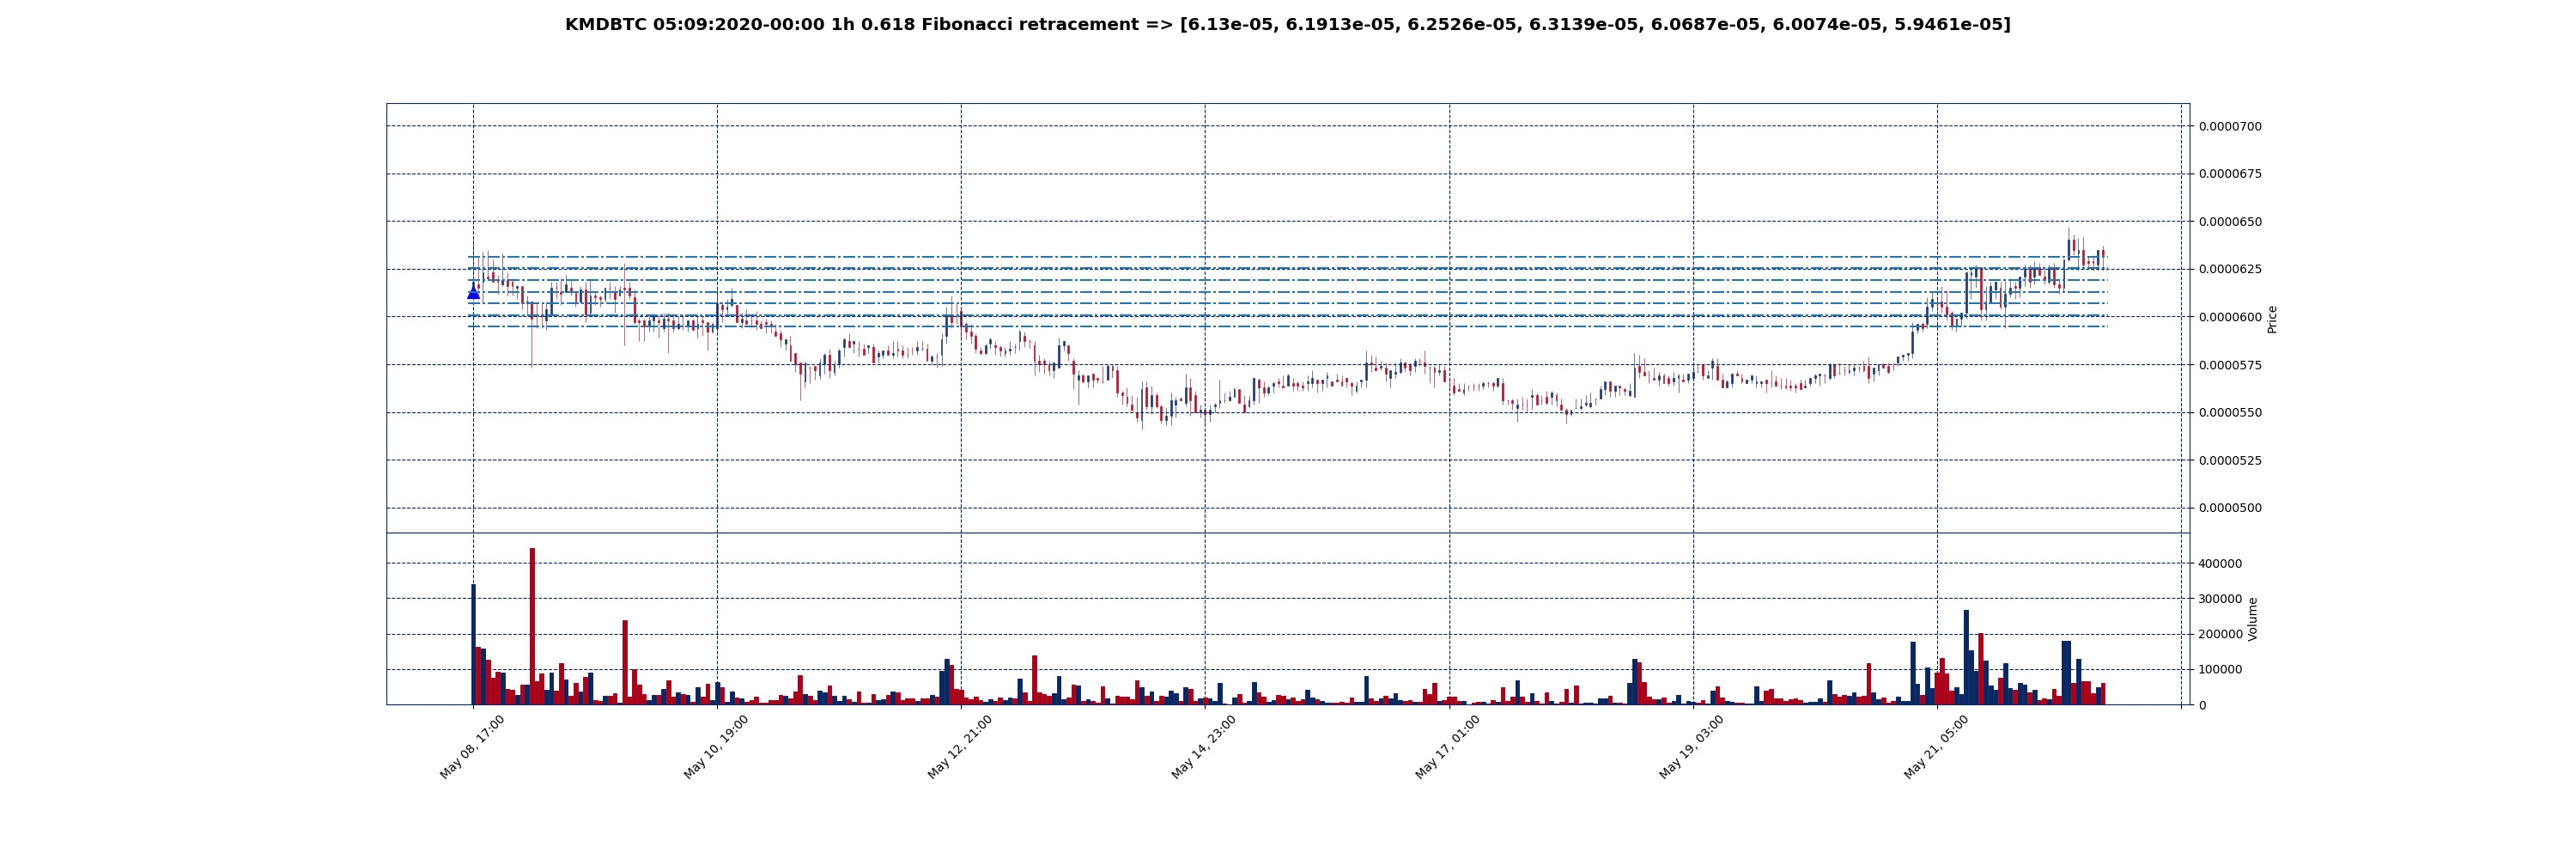 KMDBTC 05:09:2020-00:00 1h 0.618 Fibonacci retracement => [6.13e-05, 6.1913e-05, 6.2526e-05, 6.3139e-05, 6.0687e-05, 6.0074e-05, 5.9461e-05]
0.0000700
0.0000675
0.0000650
0.0000625
0.0000600
0.0000575
0.0000550
0.0000525
0.0000500
Price
400000
300000
200000
100000
0
Volume
May 08, 17:00
May 10, 19:00
May 12, 21:00
May 14, 23:00
May 17, 01:00
May 19, 03:00
May 21, 05:00